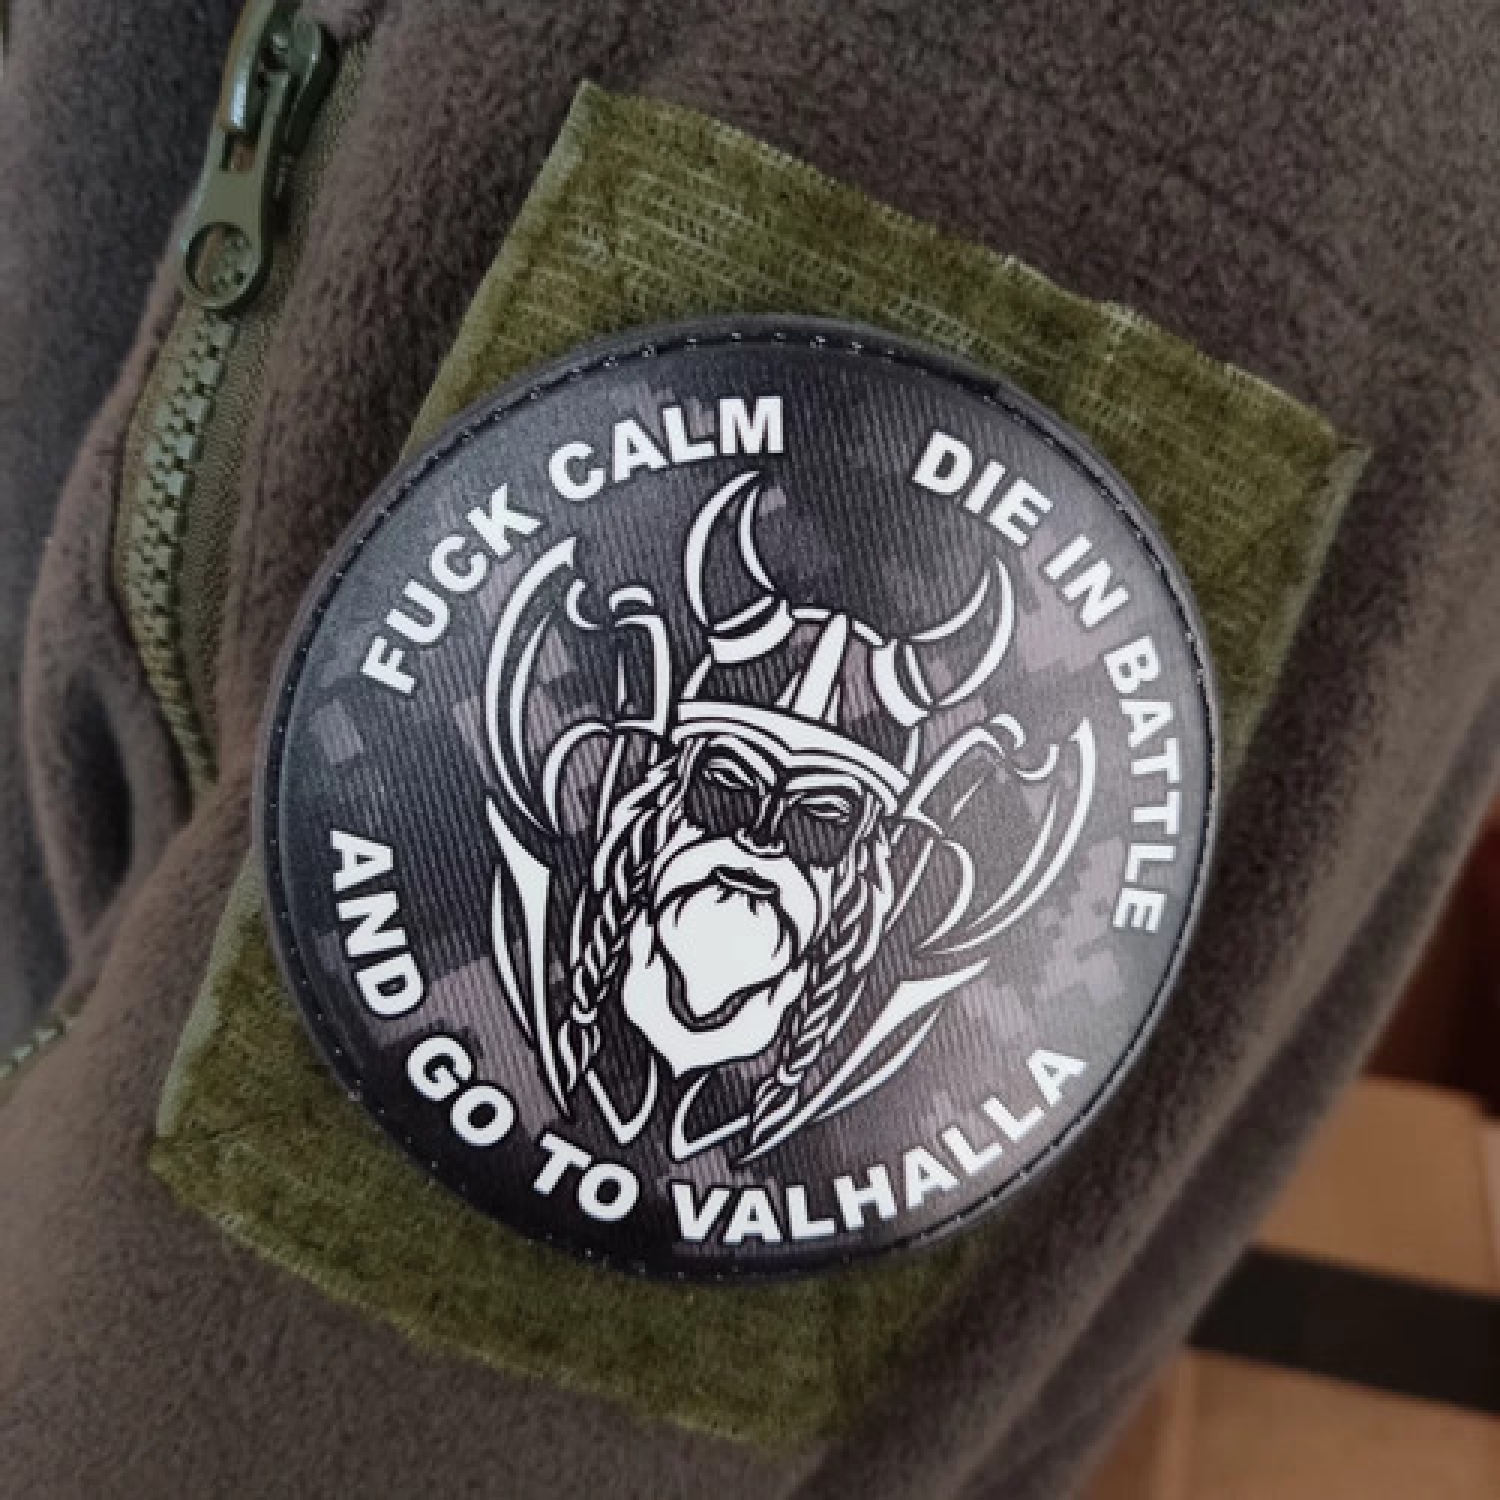 FUCK CALM
DIE IN BATTLE
AND GO TO VALHALLA